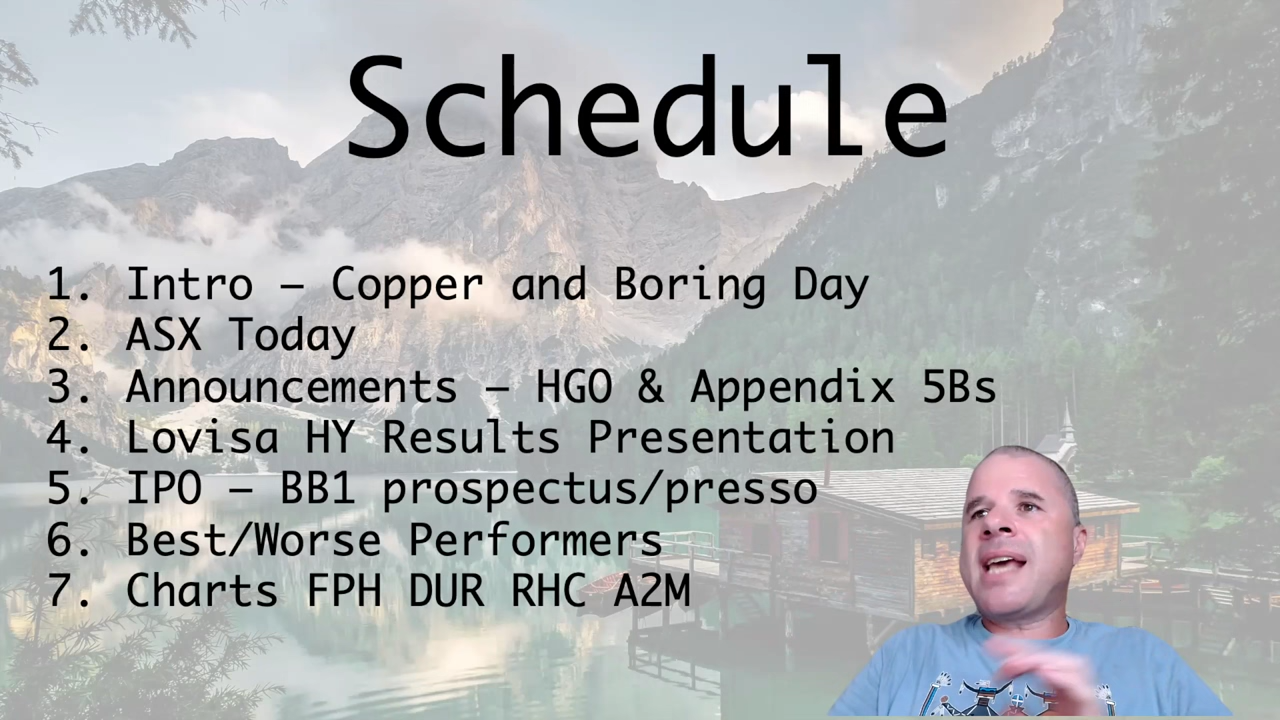 Schedule
1. Intro – Copper and Boring Day
2. ASX Today
3. Announcements – HGO & Appendix 5Bs
4. Lovisa HY Results Presentation
5. IPO – BB1 prospectus/presso
6. Best/Worse Performers
7. Charts FPH DUR RHC A2M